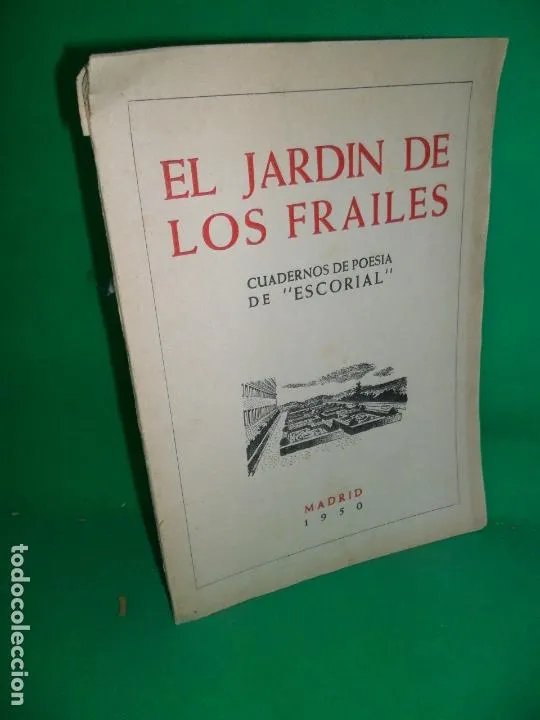 EL JARDIN DE
LOS FRAILES
CUADERNOS DE POESIA
DE "ESCORIAL"
MADRID
1950
todocoleccion